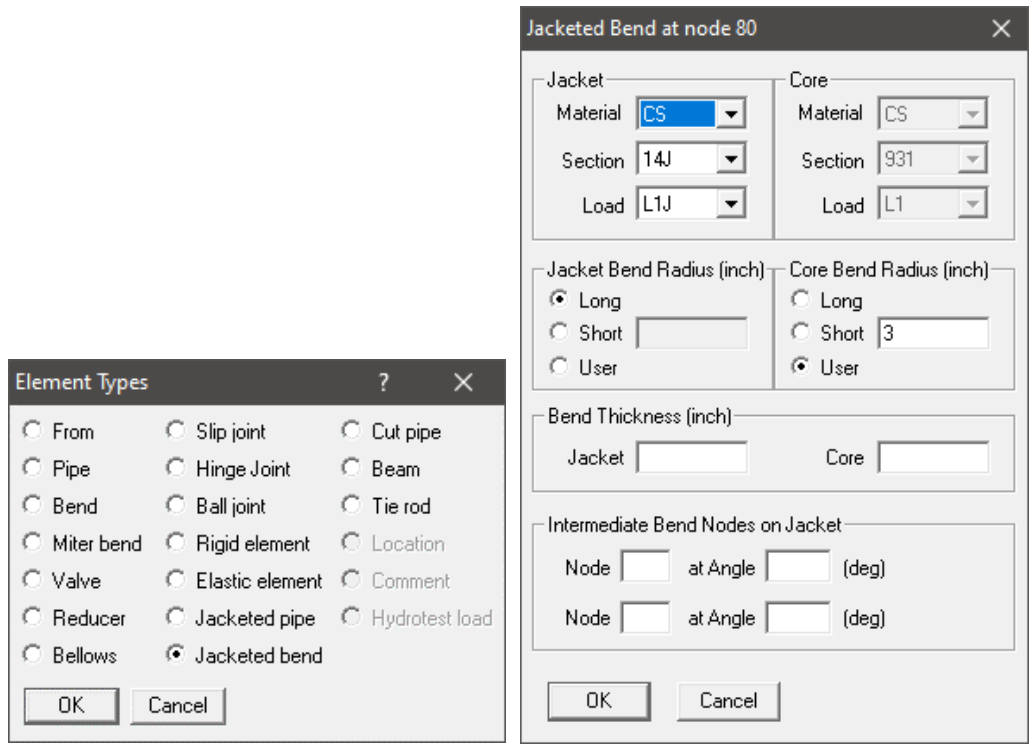 Element Types ? ×
From Slip joint Cut pipe
Pipe Hinge Joint Beam
Bend Ball joint Tie rod
Miter bend Rigid element Location
Valve Elastic element Comment
Reducer Jacketed pipe Hydrotest load
Bellows Jacketed bend
OK Cancel
Jacketed Bend at node 80 ×
Jacket Core
Material CS Material CS
Section 14J Section 931
Load L1J Load L1
Jacket Bend Radius (inch) Core Bend Radius (inch)
Long Long
Short Short 3
User User
Bend Thickness (inch)
Jacket Core
Intermediate Bend Nodes on Jacket
Node at Angle (deg)
Node at Angle (deg)
OK Cancel